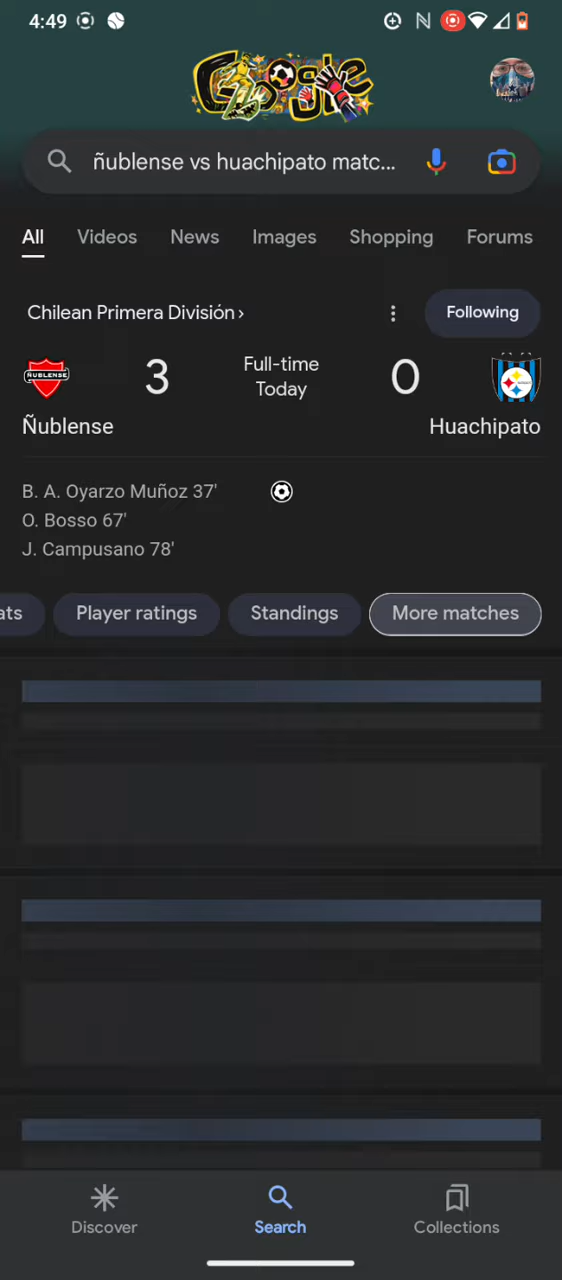 4:49
Google
ñublense vs huachipato matc...
All Videos News Images Shopping Forums
Chilean Primera División ›
Following
ÑUBLENSE
3
Full-time
Today
0
Ñublense
Huachipato
B. A. Oyarzo Muñoz 37'
O. Bosso 67'
J. Campusano 78'
ats
Player ratings
Standings
More matches
Discover
Search
Collections